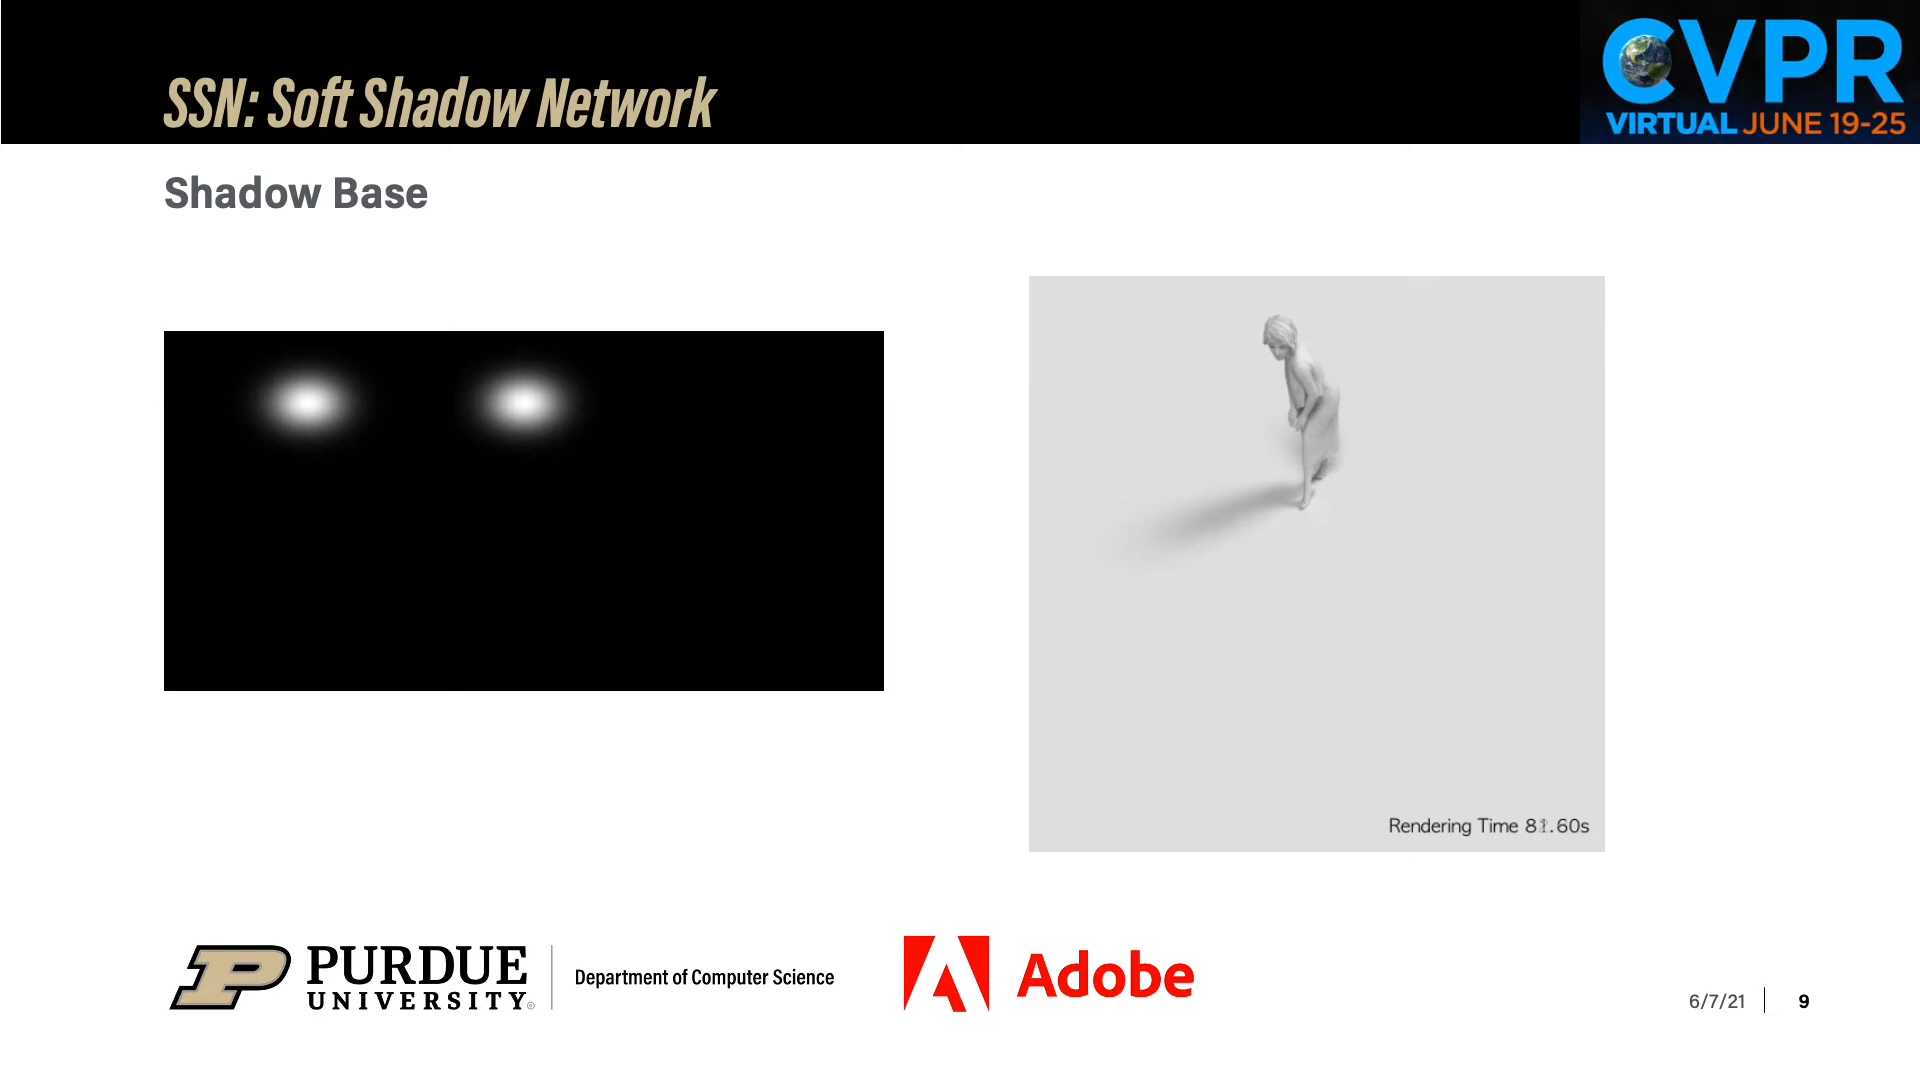 SSN: Soft Shadow Network
CVPR
VIRTUAL JUNE 19-25
Shadow Base
Rendering Time
PURDUE
UNIVERSITY®
Department of Computer Science
Adobe
6/7/21
9